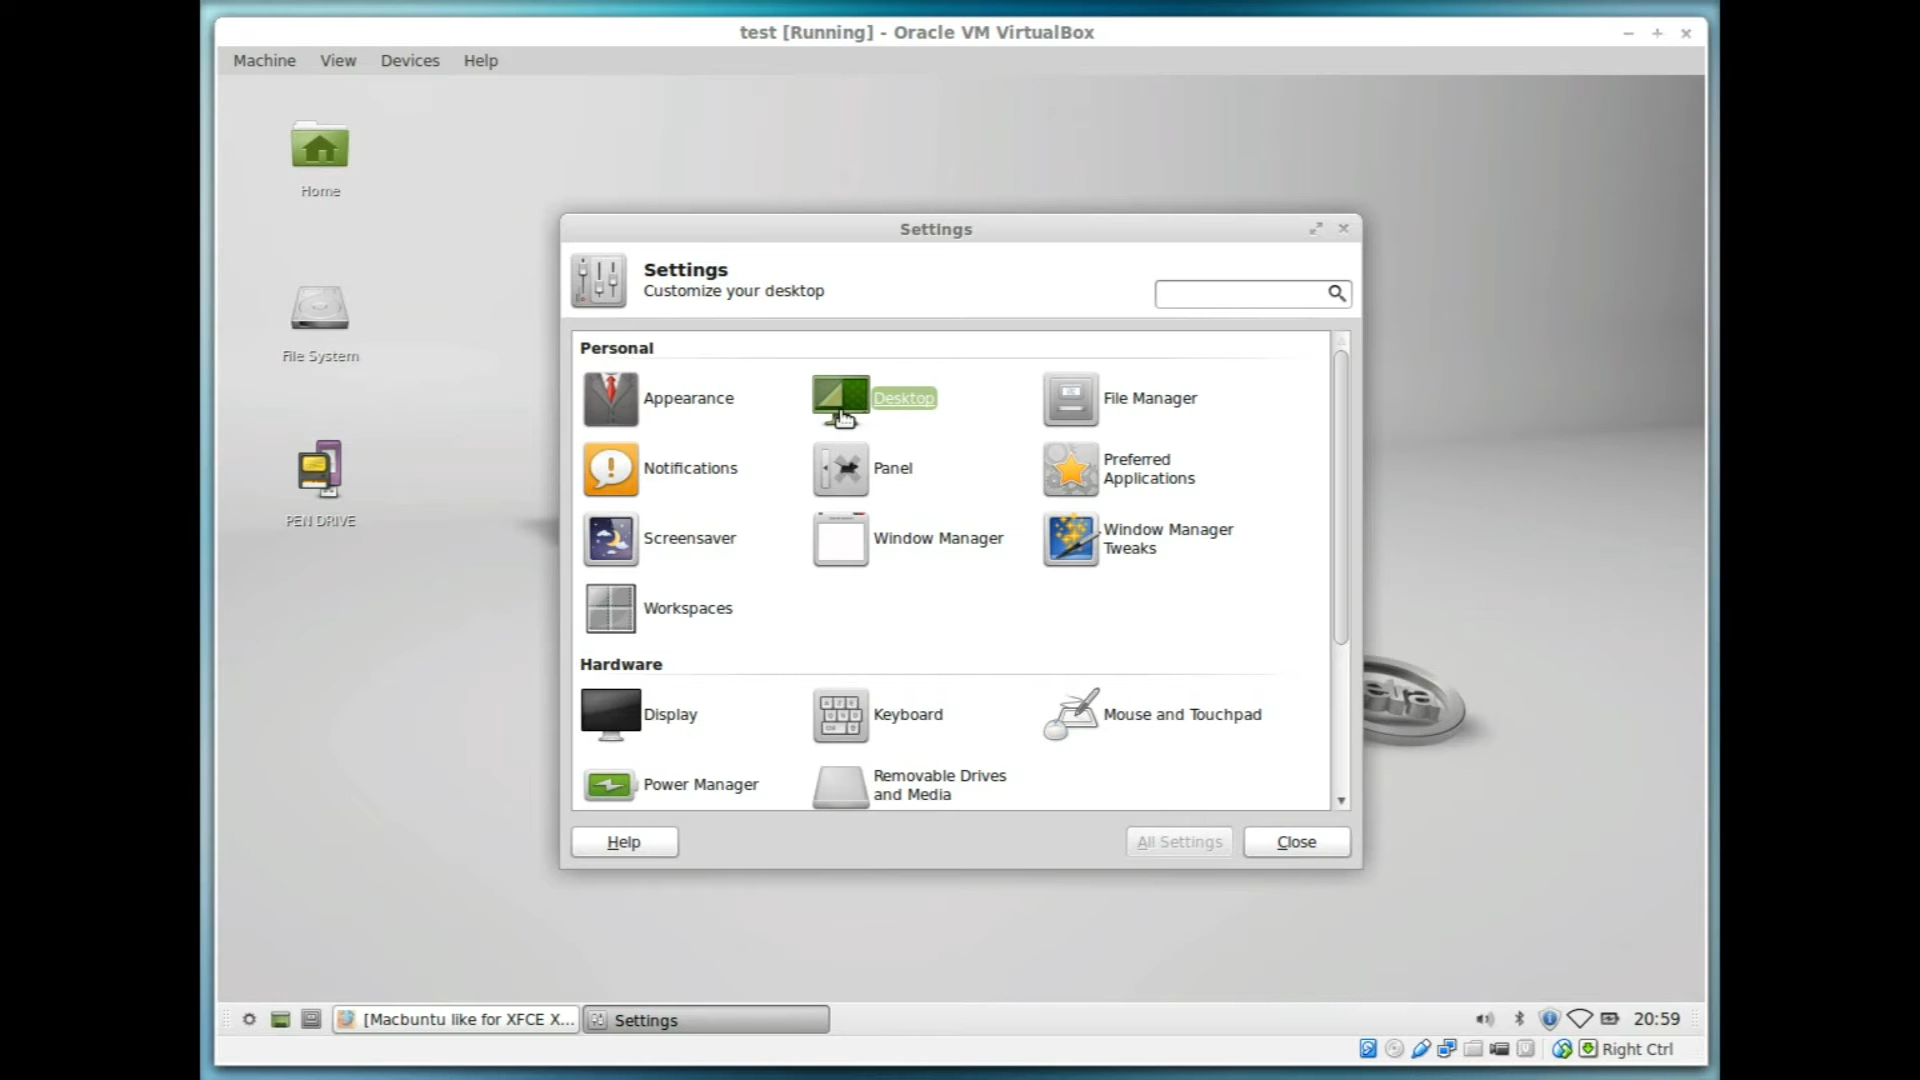 test [Running] - Oracle VM VirtualBox
Machine View Devices Help
Home
File System
PEN DRIVE
Settings
Settings
Customize your desktop
Personal
Appearance Desktop File Manager
Notifications Panel Preferred Applications
Screensaver Window Manager Window Manager Tweaks
Workspaces
Hardware
Display Keyboard Mouse and Touchpad
Power Manager Removable Drives and Media
Help All Settings Close
[Macbuntu like for XFCE X... Settings 20:59
Right Ctrl